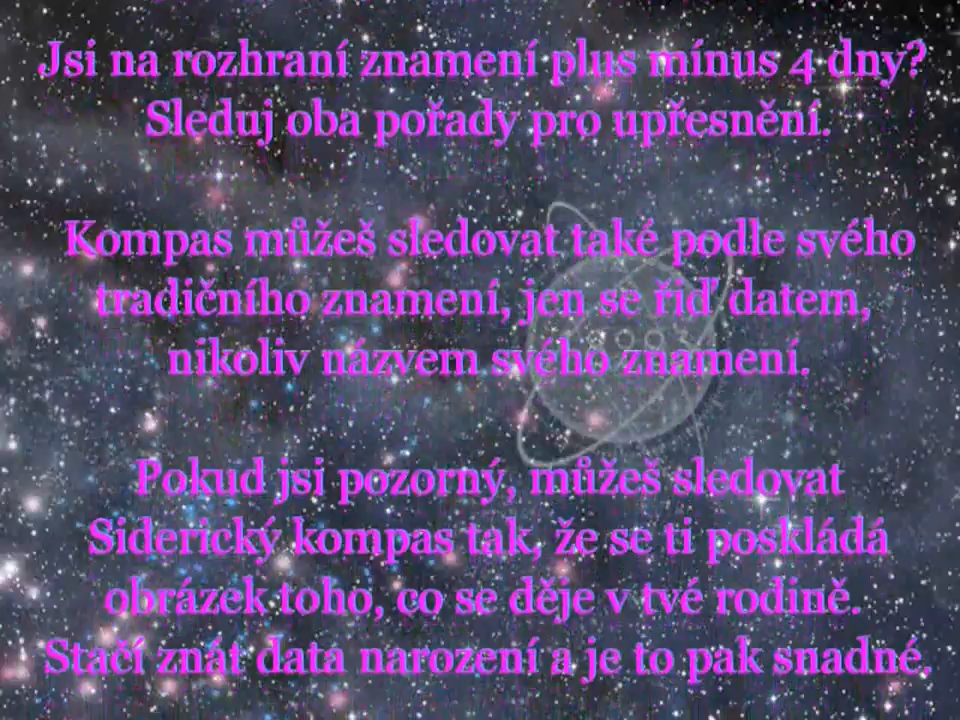 Jsi na rozhraní znamení plus mínus 4 dny?
Sleduj oba pořady pro upřesnění.
Kompas můžeš sledovat také podle svého
tradičního znamení, jen se řiď datem,
nikoliv názvem svého znamení.
Pokud jsi pozorný, můžeš sledovat
Siderický kompas tak, že se ti poskládá
obrázek toho, co se děje v tvé rodině.
Stačí znát data narození a je to pak snadné.